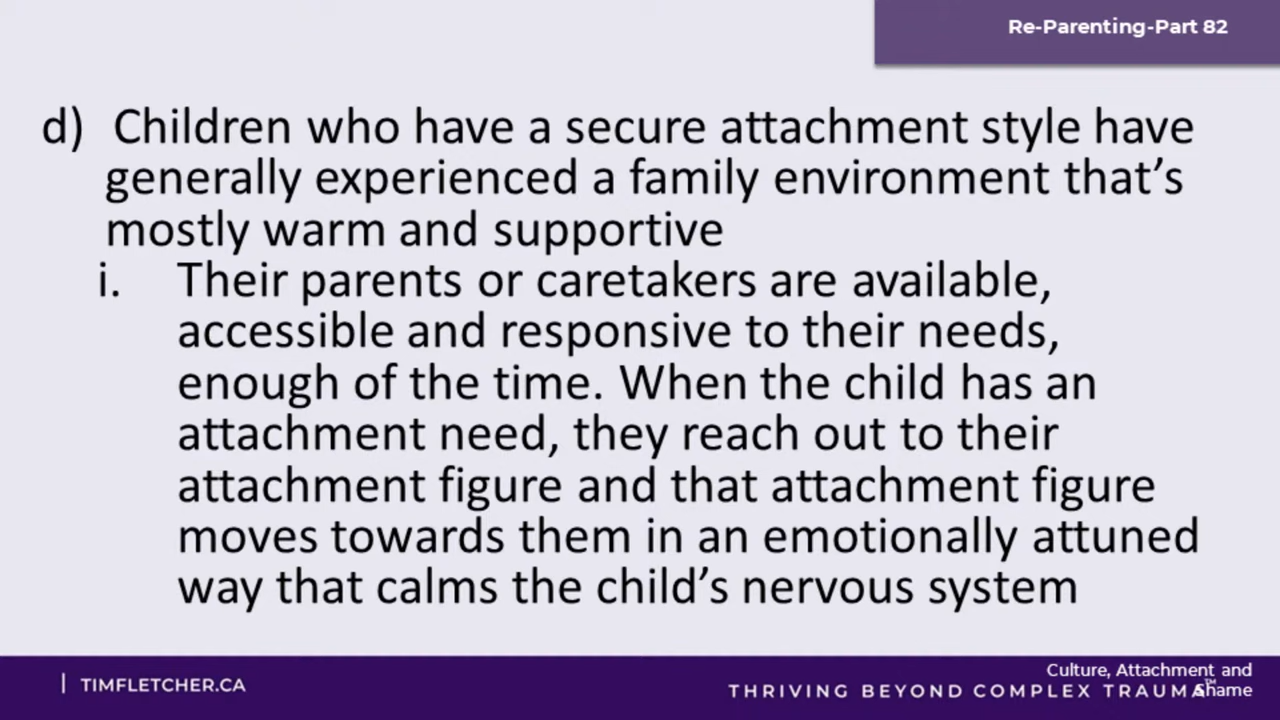 Re-Parenting-Part 82
d) Children who have a secure attachment style have
generally experienced a family environment that’s
mostly warm and supportive
i. Their parents or caretakers are available,
accessible and responsive to their needs,
enough of the time. When the child has an
attachment need, they reach out to their
attachment figure and that attachment figure
moves towards them in an emotionally attuned
way that calms the child’s nervous system
| TIMFLETCHER.CA
Culture, Attachment and
Shame
THRIVING BEYOND COMPLEX TRAUMA™